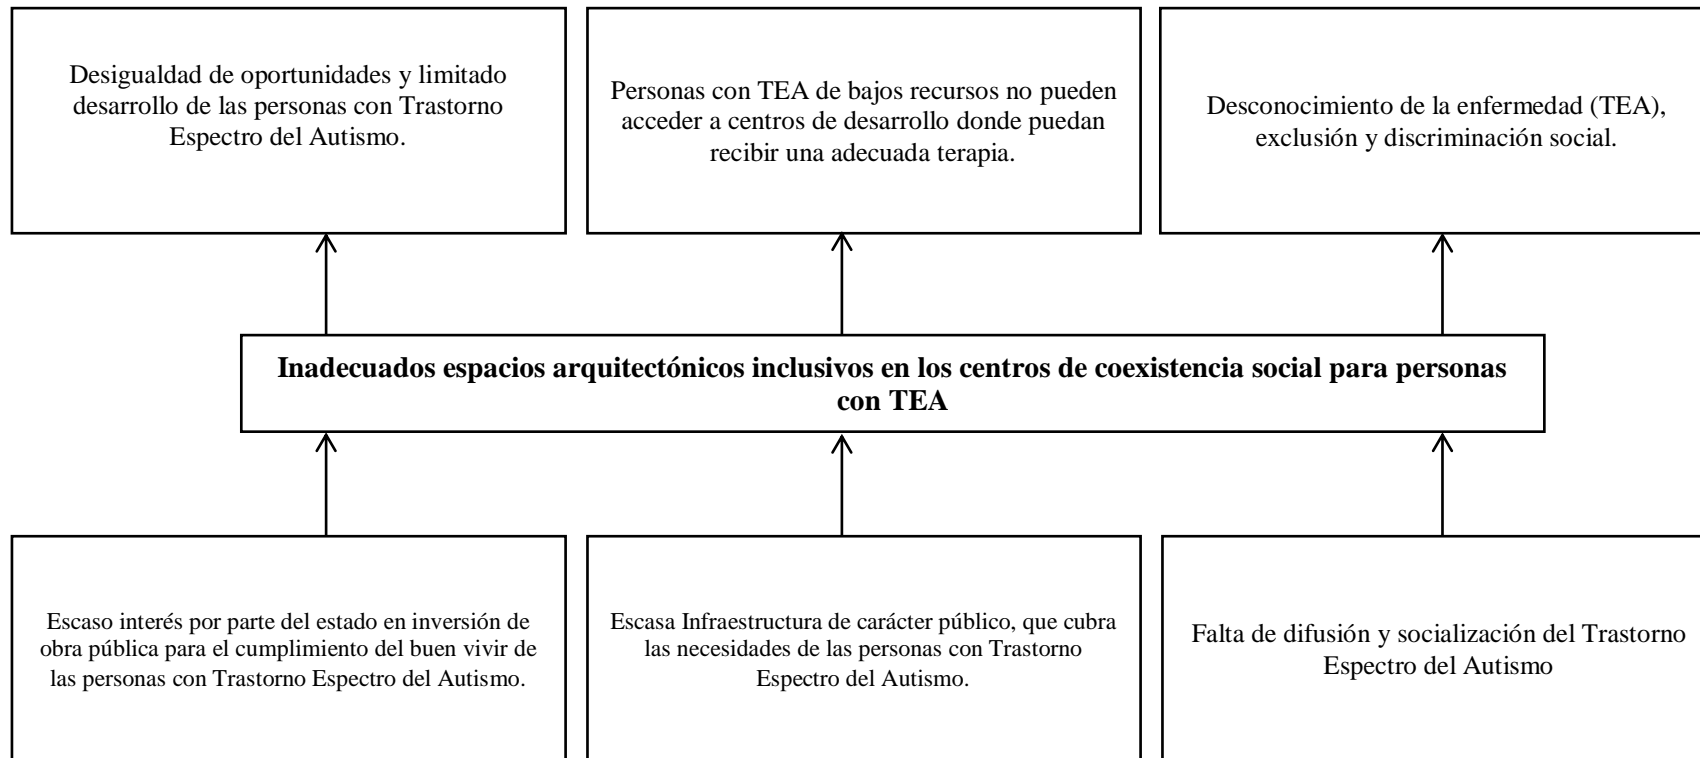 Desigualdad de oportunidades y limitado
desarrollo de las personas con Trastorno
Espectro del Autismo.
Personas con TEA de bajos recursos no pueden
acceder a centros de desarrollo donde puedan
recibir una adecuada terapia.
Desconocimiento de la enfermedad (TEA),
exclusión y discriminación social.
Inadecuados espacios arquitectónicos inclusivos en los centros de coexistencia social para personas
con TEA
Escaso interés por parte del estado en inversión de
obra pública para el cumplimiento del buen vivir de
las personas con Trastorno Espectro del Autismo.
Escasa Infraestructura de carácter público, que cubra
las necesidades de las personas con Trastorno
Espectro del Autismo.
Falta de difusión y socialización del Trastorno
Espectro del Autismo